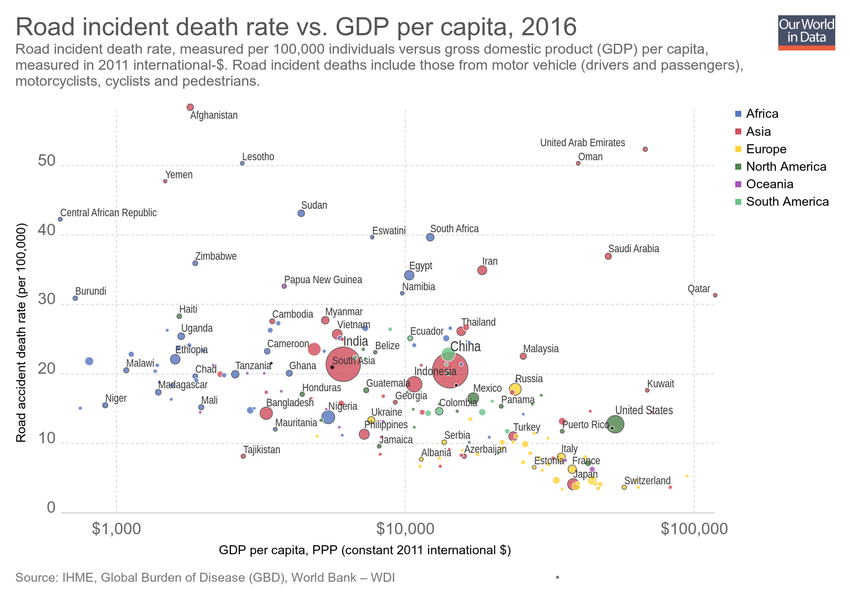 Road incident death rate vs. GDP per capita, 2016
Our World
in Data
Road incident death rate, measured per 100,000 individuals versus gross domestic product (GDP) per capita,
measured in 2011 international-$. Road incident deaths include those from motor vehicle (drivers and passengers),
motorcyclists, cyclists and pedestrians.
Afghanistan
Africa
Asia
Europe
North America
Oceania
South America
United Arab Emirates
Lesotho
Oman
50
Yemen
Sudan
Central African Republic
Eswatini
South Africa
40
Zimbabwe
Saudi Arabia
Egypt
Iran
Papua New Guinea
Namibia
Burundi
Qatar
30
Haiti
Cambodia
Myanmar
Uganda
Vietnam
Ecuador
Thailand
Ethiopia
Cameroon
India
Belize
China
Malaysia
Malawi
Chad
Tanzania
Ghana
South Asia
Indonesia
20
Madagascar
Honduras
Guatemala
Russia
Kuwait
Niger
Mali
Bangladesh
Nigeria
Georgia
Mexico
Colombia
Panama
United States
Mauritania
Ukraine
Philippines
Turkey
Puerto Rico
10
Jamaica
Serbia
Tajikistan
Albania
Azerbaijan
Italy
Estonia
France
Japan
Switzerland
0
$1,000
$10,000
$100,000
Road accident death rate (per 100,000)
GDP per capita, PPP (constant 2011 international $)
Source: IHME, Global Burden of Disease (GBD), World Bank – WDI